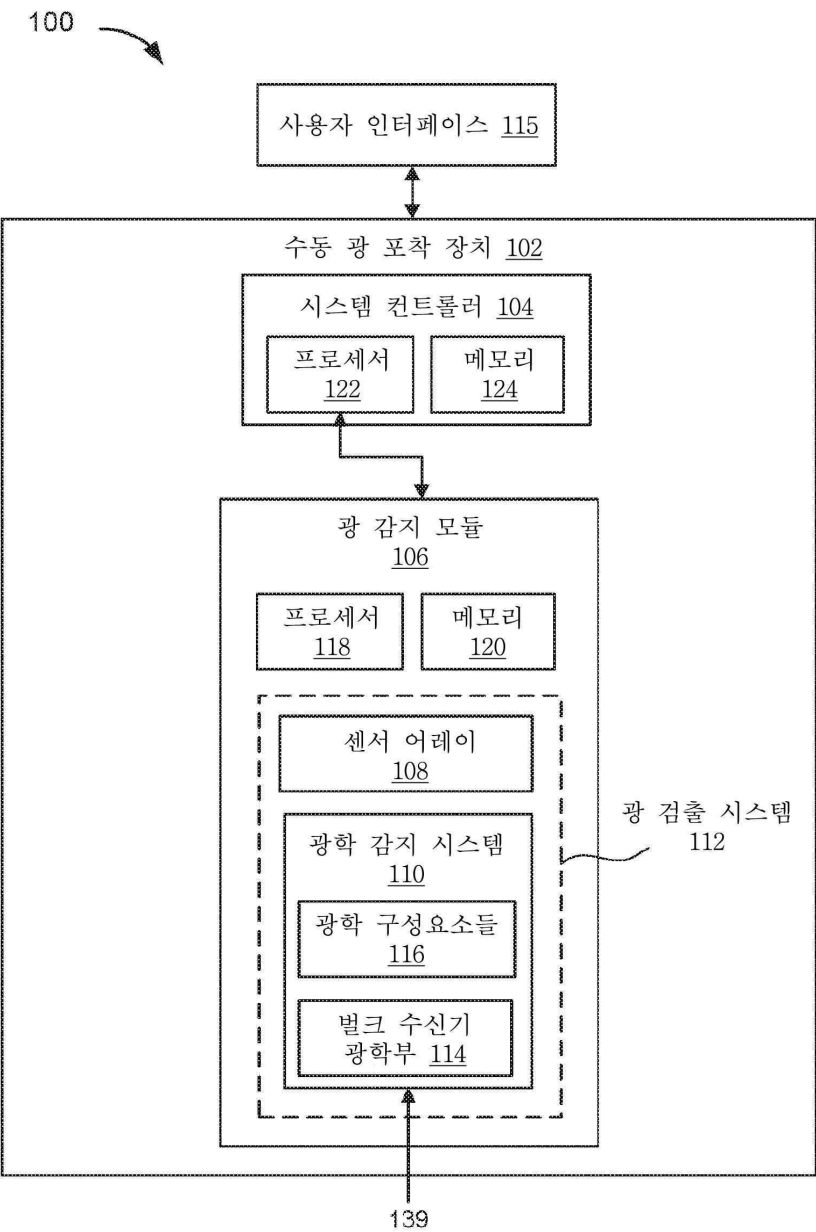 100
사용자 인터페이스 115
수동 광 포착 장치 102
시스템 컨트롤러 104
프로세서
122
메모리
124
광 감지 모듈
106
프로세서
118
메모리
120
센서 어레이
108
광학 감지 시스템
110
광학 구성요소들
116
벌크 수신기
광학부 114
광 검출 시스템
112
139